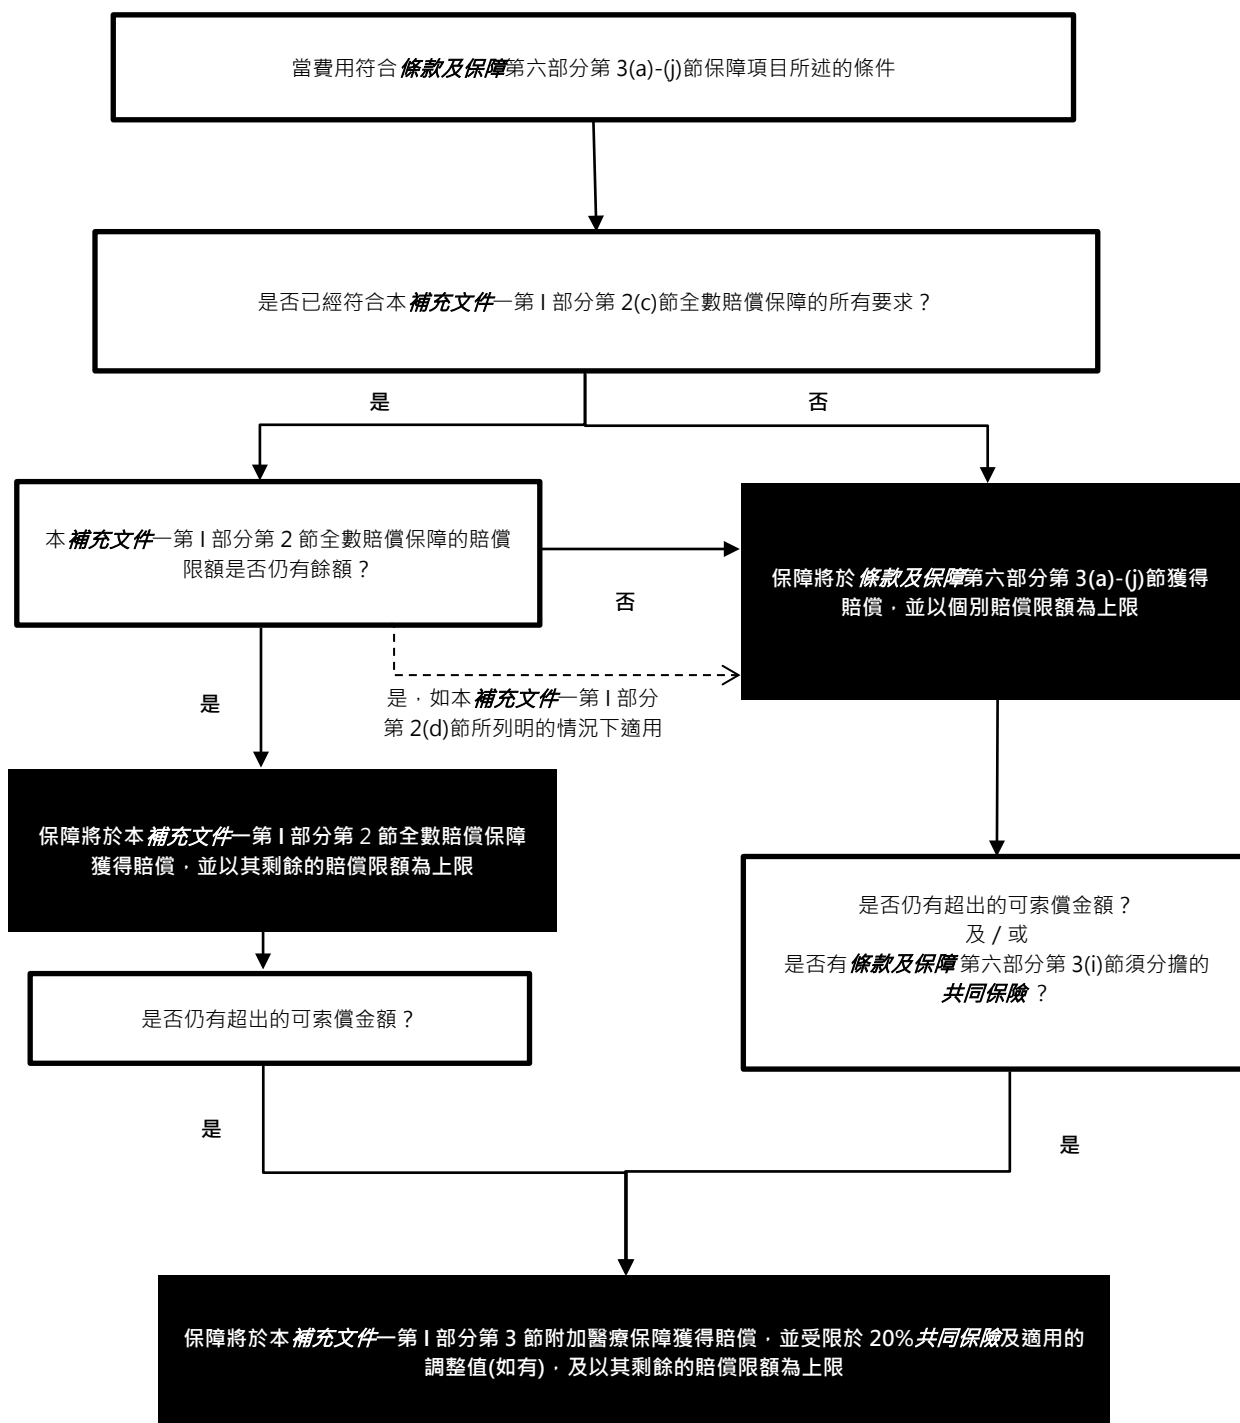 當費用符合條款及保障第六部分第 3(a)-(j)節保障項目所述的條件
是否已經符合本補充文件一第 I 部分第 2(c)節全數賠償保障的所有要求？
是
否
本補充文件一第 I 部分第 2 節全數賠償保障的賠償
限額是否仍有餘額？
否
保障將於條款及保障第六部分第 3(a)-(j)節獲得
賠償，並以個別賠償限額為上限
是
是，如本補充文件一第 I 部分
第 2(d)節所列明的情況下適用
保障將於本補充文件一第 I 部分第 2 節全數賠償保障
獲得賠償，並以其剩餘的賠償限額為上限
是否仍有超出的可索償金額？
及 / 或
是否有條款及保障 第六部分第 3(i)節須分擔的
共同保險 ？
是否仍有超出的可索償金額？
是
是
保障將於本補充文件一第 I 部分第 3 節附加醫療保障獲得賠償，並受限於 20%共同保險及適用的
調整值(如有)，及以其剩餘的賠償限額為上限